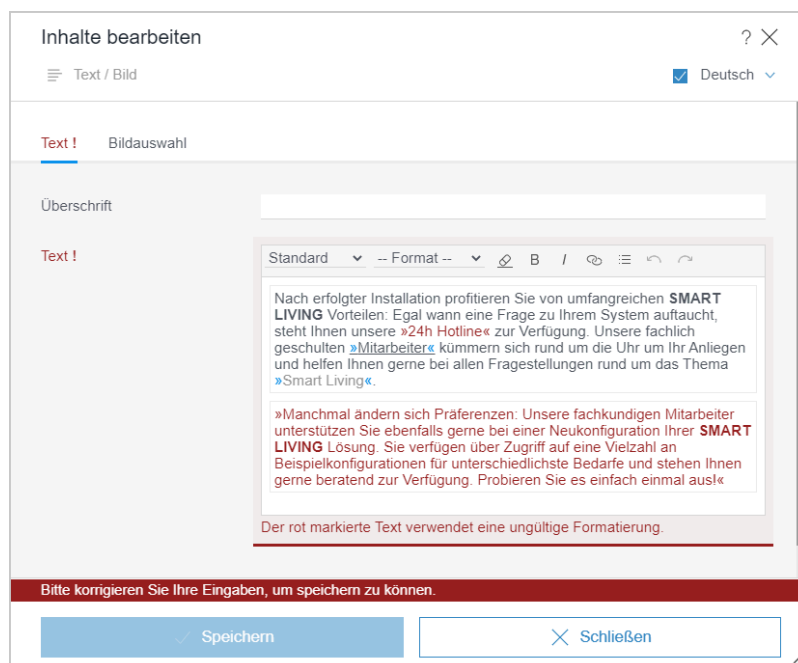 Inhalte bearbeiten ?
Text / Bild Deutsch
Text ! Bildauswahl
Überschrift
Text !
Standard -- Format -- B I
Nach erfolgter Installation profitieren Sie von umfangreichen SMART
LIVING Vorteilen: Egal wann eine Frage zu Ihrem System auftaucht,
steht Ihnen unsere »24h Hotline« zur Verfügung. Unsere fachlich
geschulten »Mitarbeiter« kümmern sich rund um die Uhr um Ihr Anliegen
und helfen Ihnen gerne bei allen Fragestellungen rund um das Thema
»Smart Living«.
»Manchmal ändern sich Präferenzen: Unsere fachkundigen Mitarbeiter
unterstützen Sie ebenfalls gerne bei einer Neukonfiguration Ihrer SMART
LIVING Lösung. Sie verfügen über Zugriff auf eine Vielzahl an
Beispielkonfigurationen für unterschiedlichste Bedarfe und stehen Ihnen
gerne beratend zur Verfügung. Probieren Sie es einfach einmal aus!«
Der rot markierte Text verwendet eine ungültige Formatierung.
Bitte korrigieren Sie Ihre Eingaben, um speichern zu können.
Speichern Schließen